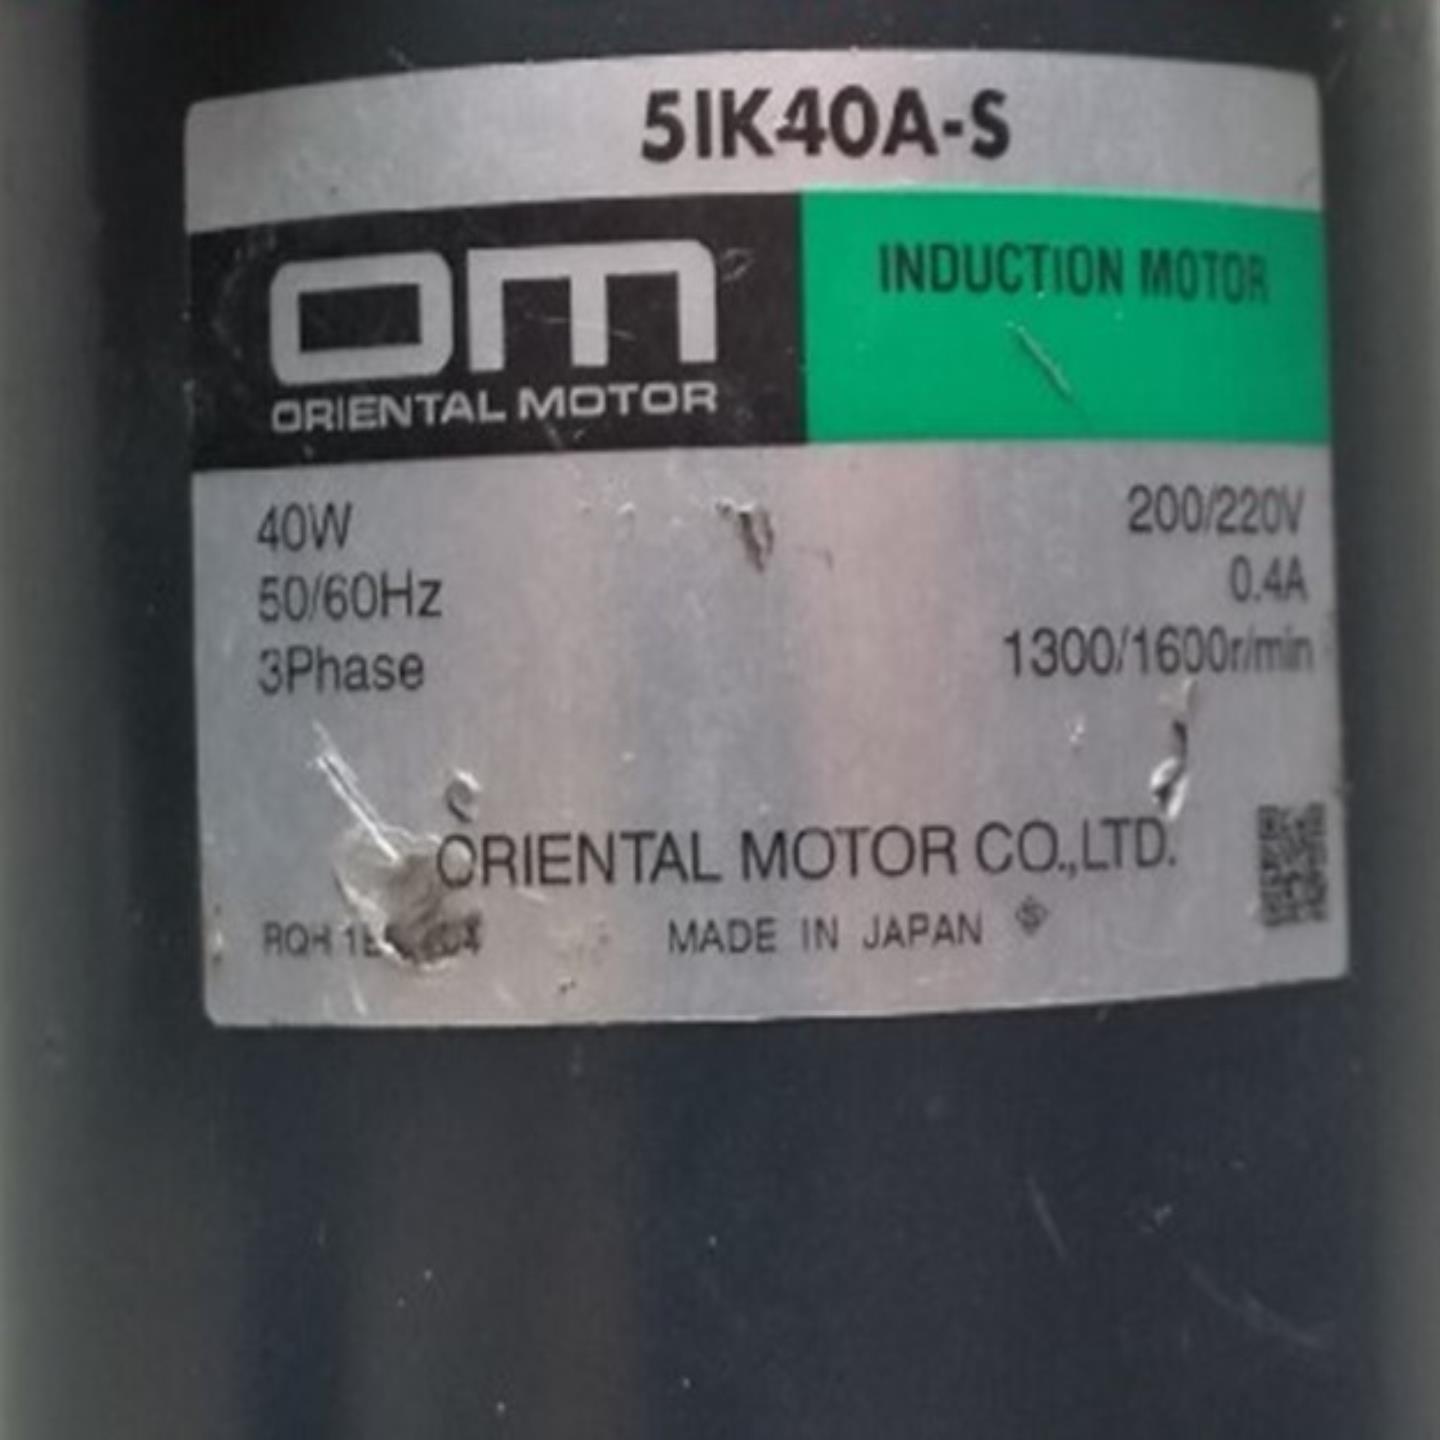 5IK40A-S
om
ORIENTAL MOTOR
INDUCTION MOTOR
40W 200/220V
50/60Hz 0.4A
3Phase 1300/1600r/min
ORIENTAL MOTOR CO.,LTD.
RQH MADE IN JAPAN